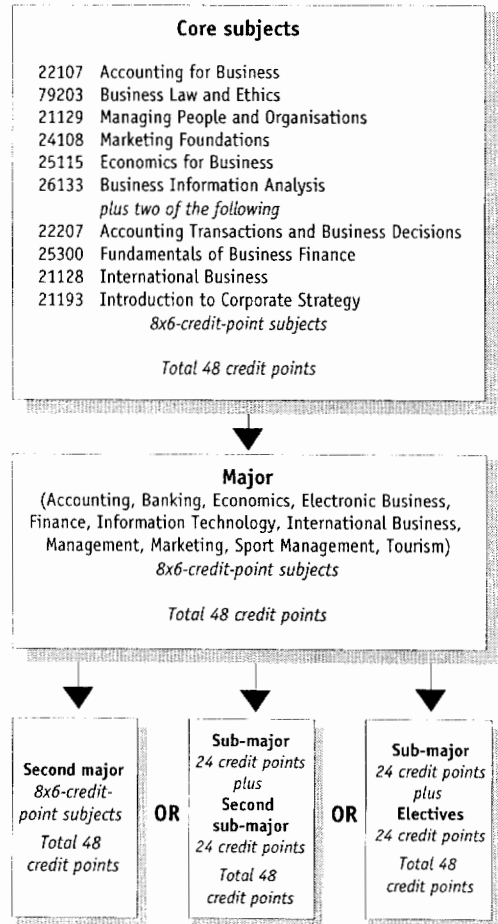 Core subjects
22107 Accounting for Business
79203 Business Law and Ethics
21129 Managing People and Organisations
24108 Marketing Foundations
25115 Economics for Business
26133 Business Information Analysis
plus two of the following
22207 Accounting Transactions and Business Decisions
25300 Fundamentals of Business Finance
21128 International Business
21193 Introduction to Corporate Strategy
8x6-credit-point subjects
Total 48 credit points
Major
(Accounting, Banking, Economics, Electronic Business,
Finance, Information Technology, International Business,
Management, Marketing, Sport Management, Tourism)
8x6-credit-point subjects
Total 48 credit points
Second major
8x6-credit-
point subjects
Total 48
credit points
OR
Sub-major
24 credit points
plus
Second
sub-major
24 credit points
Total 48
credit points
OR
Sub-major
24 credit points
plus
Electives
24 credit points
Total 48
credit points